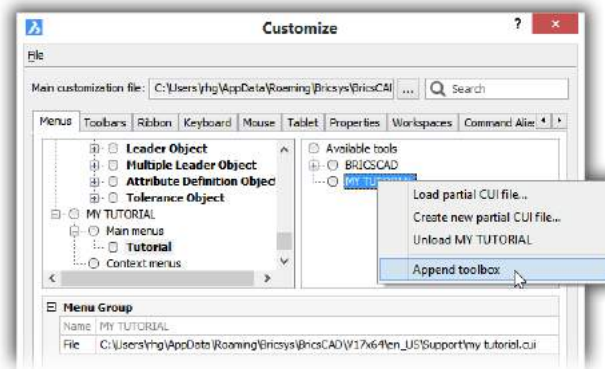 Customize
?
×
File
Main customization file: C:\Users\rhg\AppData\Roaming\Bricsys\BricsCAI ... Search
Menus Toolbars Ribbon Keyboard Mouse Tablet Properties Workspaces Command Alias
Leader Object
Multiple Leader Object
Attribute Definition Objec
Tolerance Object
MY TUTORIAL
Main menus
Tutorial
Context menus
Available tools
BRICSCAD
MY TUTORIAL
Load partial CUI file...
Create new partial CUI file...
Unload MY TUTORIAL
Append toolbox
Menu Group
Name MY TUTORIAL
File C:\Users\rhg\AppData\Roaming\Bricsys\BricsCAD\V17x64\en_US\Support\my tutorial.cui